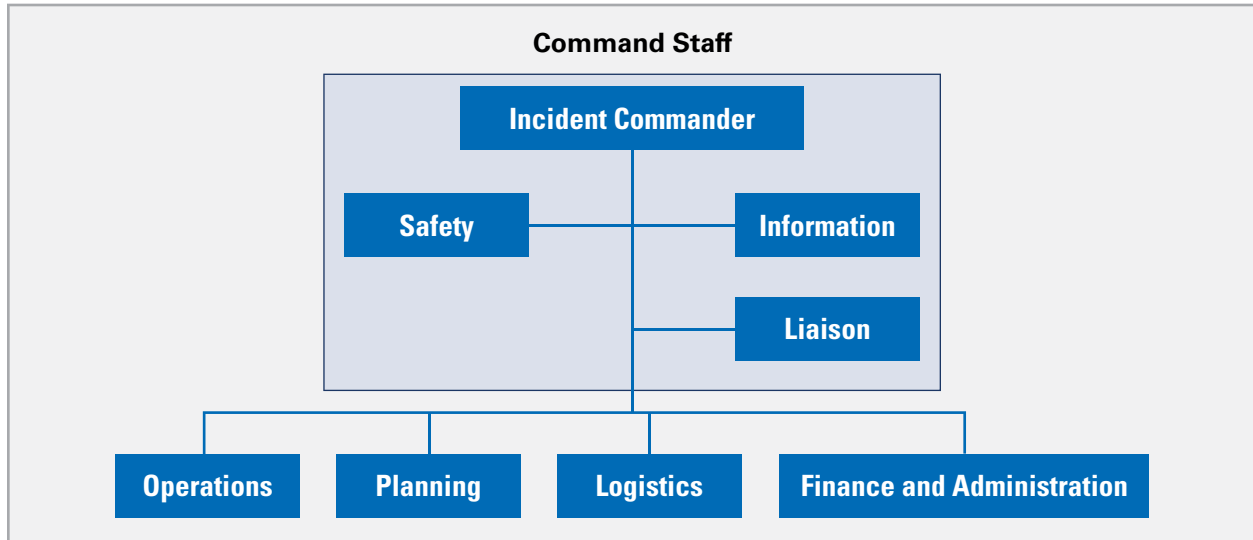 Command Staff
Incident Commander
Safety
Information
Liaison
Operations
Planning
Logistics
Finance and Administration